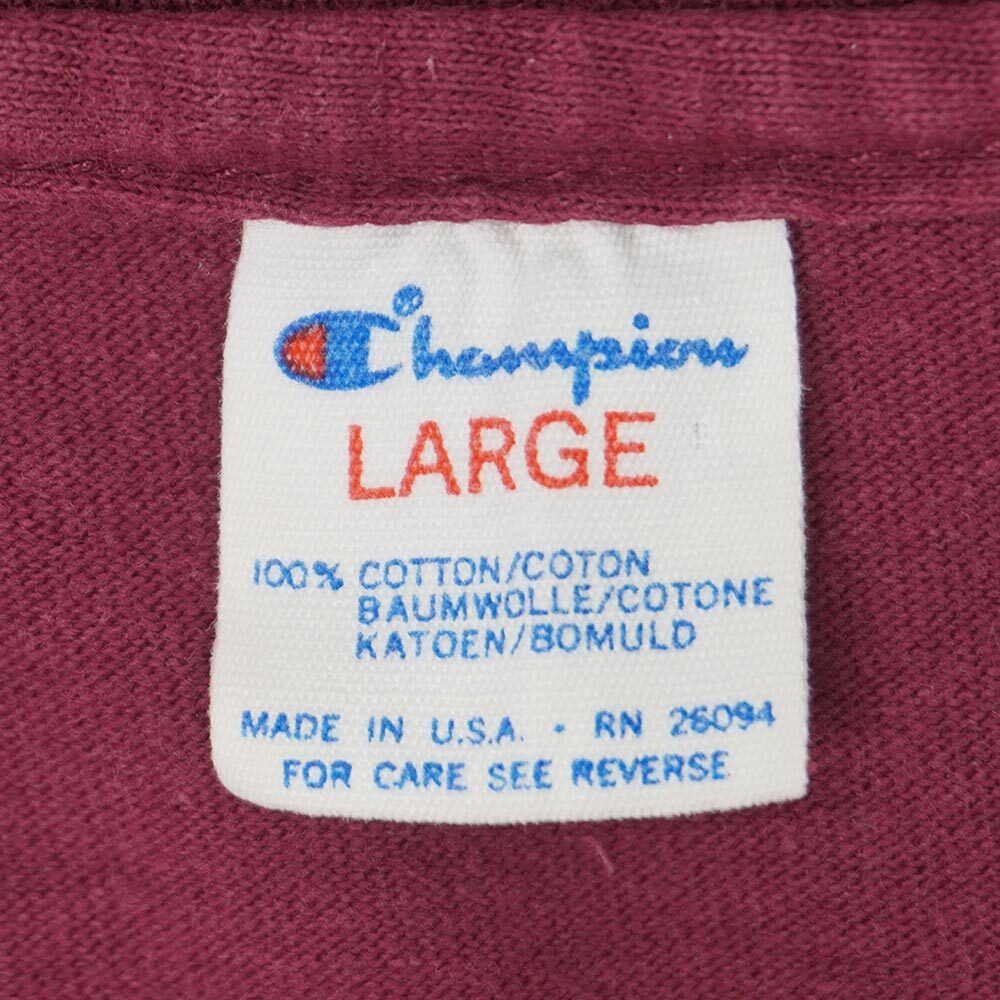 Champion
LARGE
100% COTTON/COTON
BAUMWOLLE/COTONE
KATOEN/BOMULD
MADE IN U.S.A. · RN 26094
FOR CARE SEE REVERSE